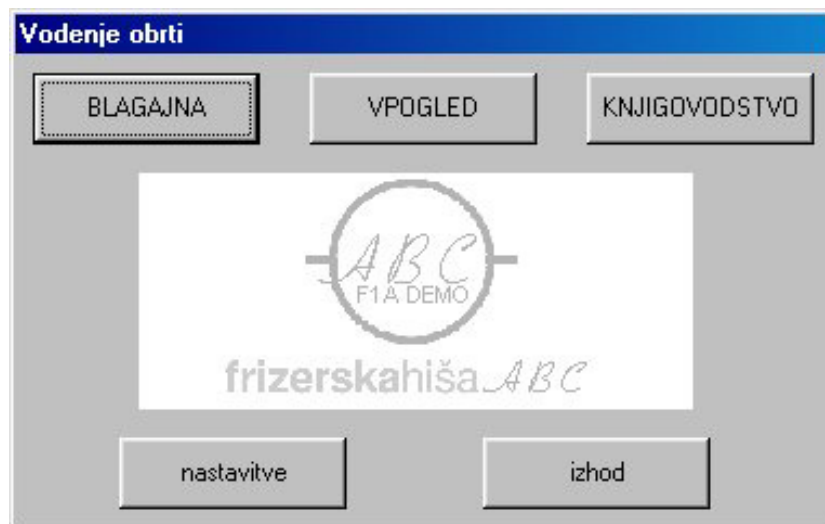 Vodenje obrti
BLAGAJNA VPOGLED KNJIGOVODSTVO
ABC
F1A DEMO
frizerskahišaABC
nastavitve izhod